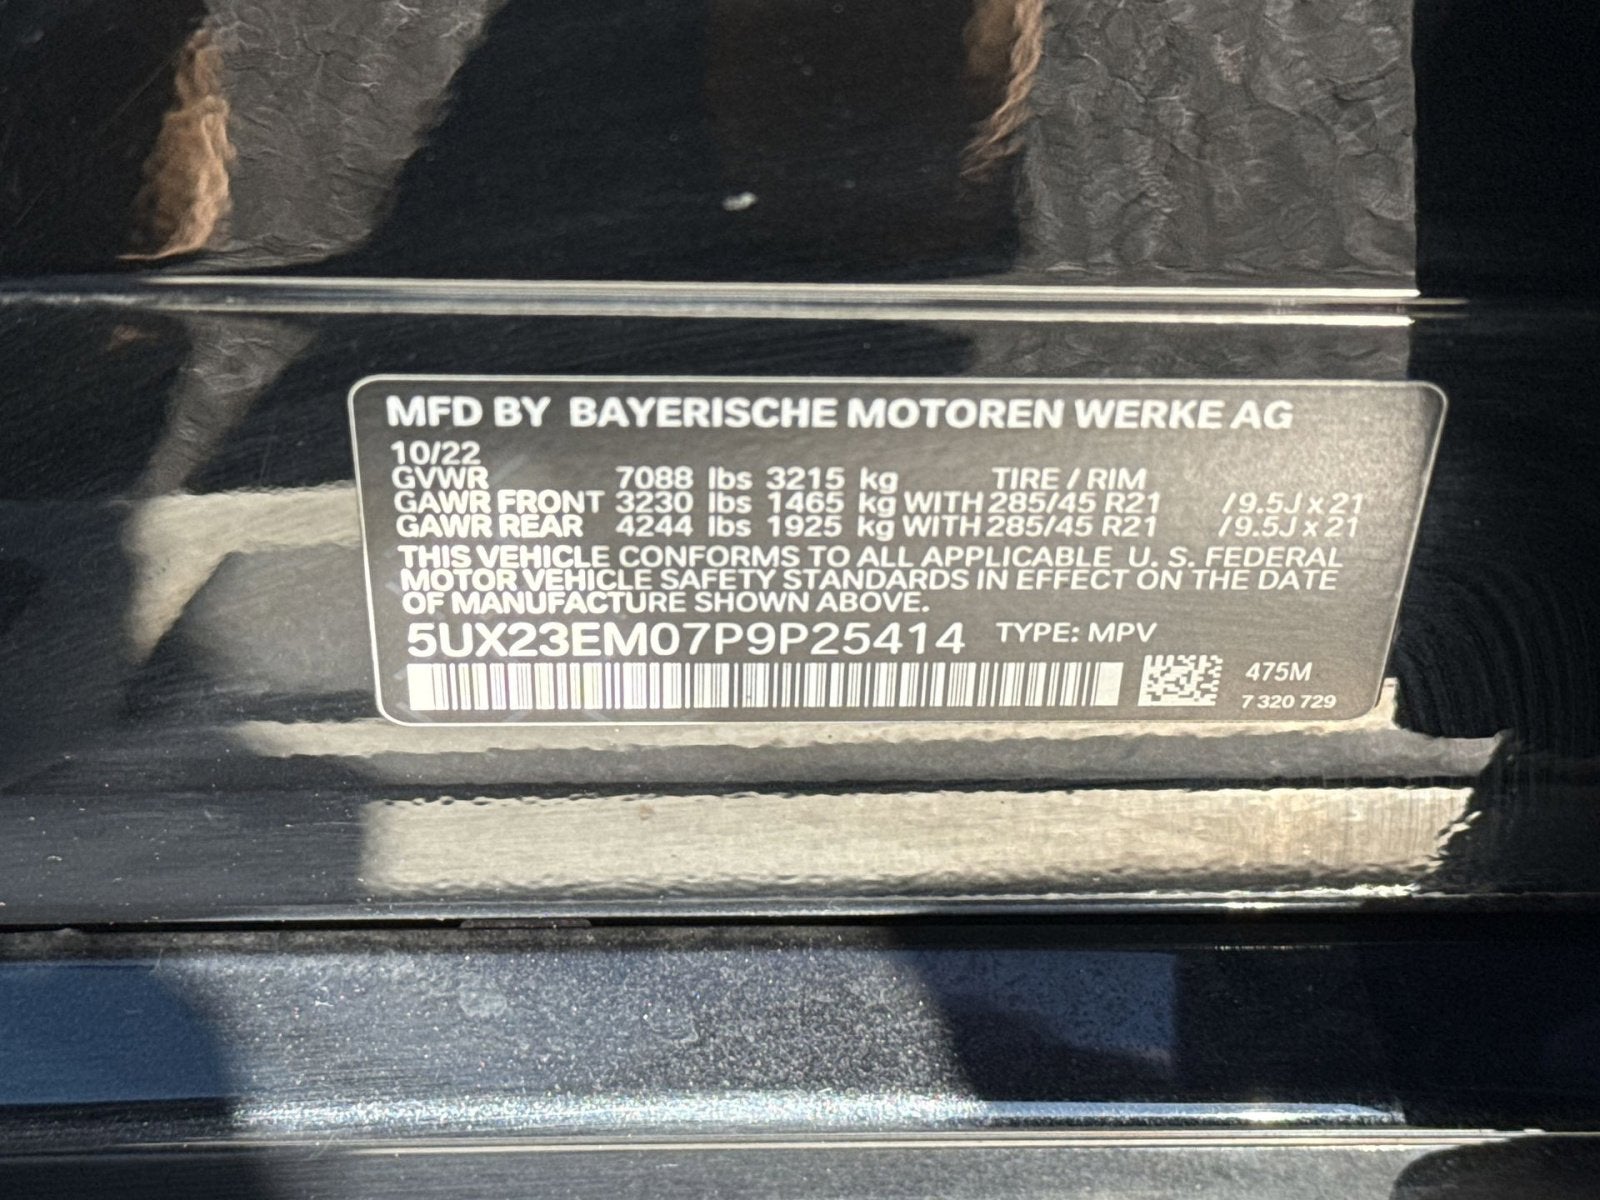 MFD BY BAYERISCHE MOTOREN WERKE AG
10/22
GVWR 7088 lbs 3215 kg TIRE / RIM
GAWR FRONT 3230 lbs 1465 kg WITH 285/45 R21 /9.5J x 21
GAWR REAR 4244 lbs 1925 kg WITH 285/45 R21 /9.5J x 21
THIS VEHICLE CONFORMS TO ALL APPLICABLE U. S. FEDERAL
MOTOR VEHICLE SAFETY STANDARDS IN EFFECT ON THE DATE
OF MANUFACTURE SHOWN ABOVE.
5UX23EM07P9P25414 TYPE: MPV
475M
7 320 729